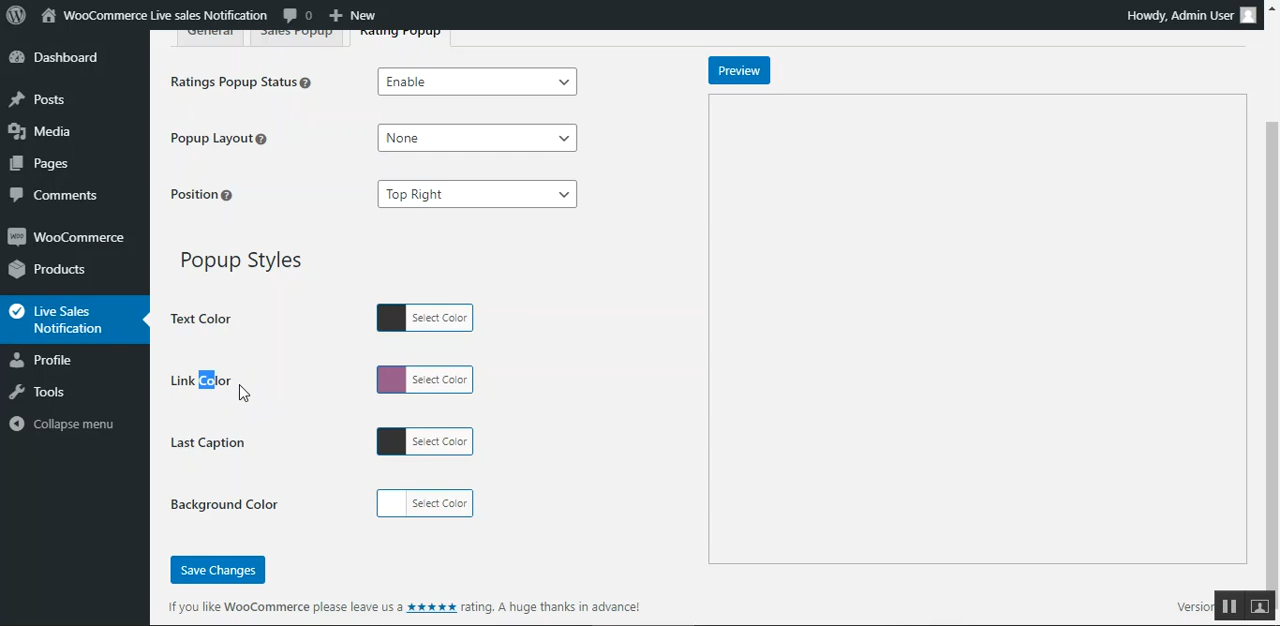 WooCommerce Live sales Notification 0 New Howdy, Admin User
General Sales Popup Rating Popup
Dashboard
Posts
Media
Pages
Comments
WooCommerce
Products
Live Sales
Notification
Profile
Tools
Collapse menu
Ratings Popup Status ? Enable
Popup Layout ? None
Position ? Top Right
Popup Styles
Text Color Select Color
Link Color Select Color
Last Caption Select Color
Background Color Select Color
Save Changes
Preview
If you like WooCommerce please leave us a ★★★★★ rating. A huge thanks in advance!
Version